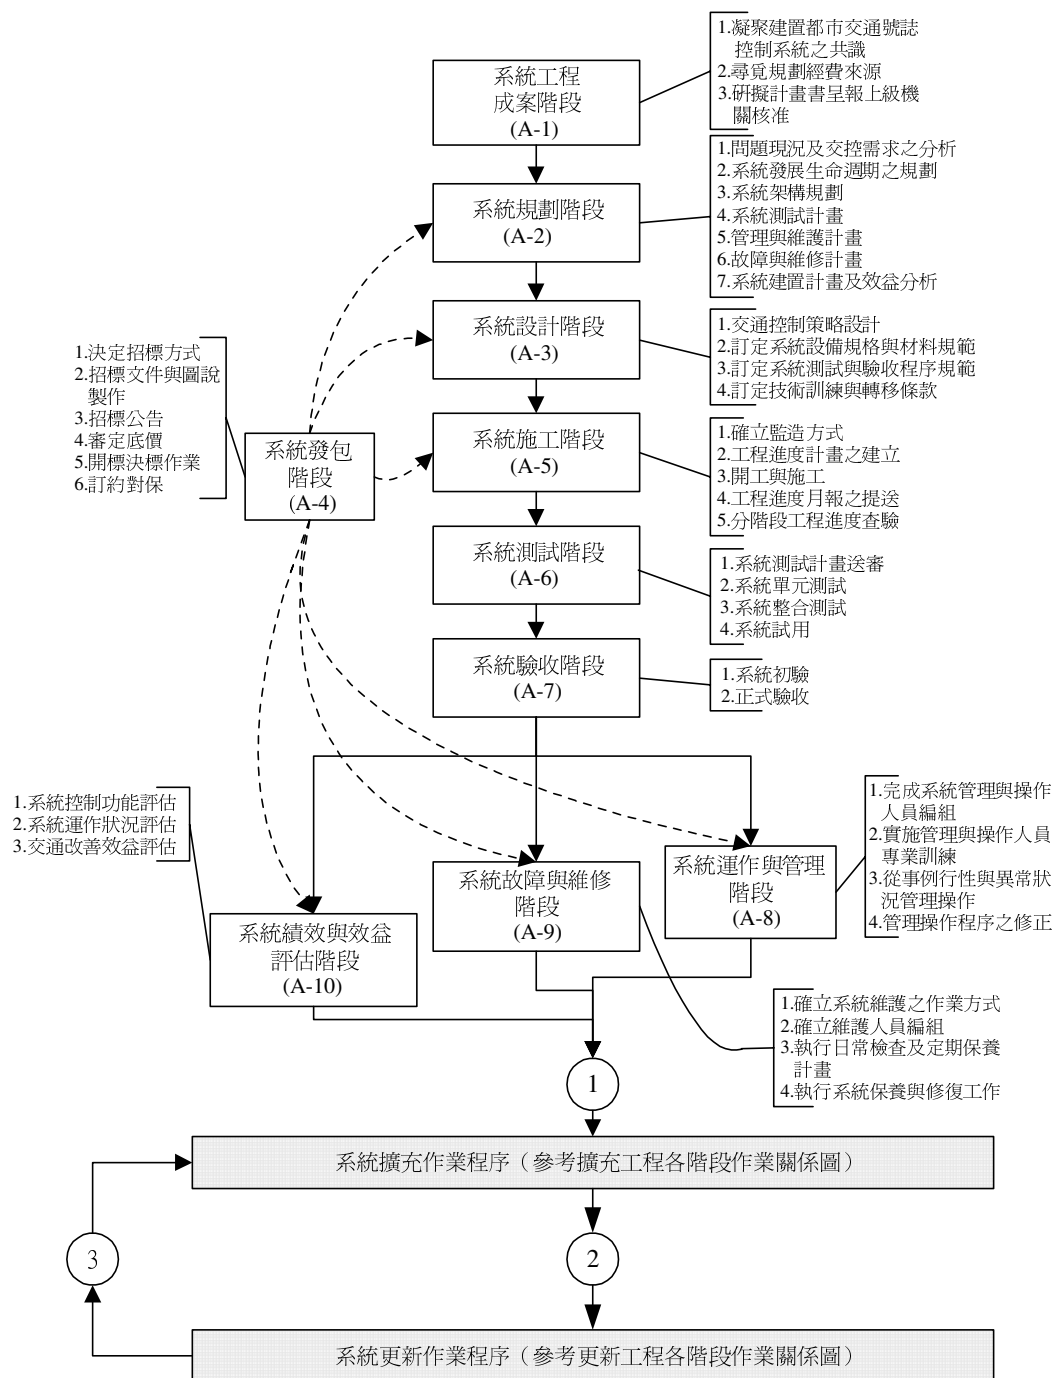 1.凝聚建置都市交通號誌
控制系統之共識
2.尋覓規劃經費來源
3.研擬計畫書呈報上級機
關核准
系統工程
成案階段
(A-1)
1.問題現況及交控需求之分析
2.系統發展生命週期之規劃
3.系統架構規劃
4.系統測試計畫
5.管理與維護計畫
6.故障與維修計畫
7.系統建置計畫及效益分析
系統規劃階段
(A-2)
系統設計階段
(A-3)
1.交通控制策略設計
2.訂定系統設備規格與材料規範
3.訂定系統測試與驗收程序規範
4.訂定技術訓練與轉移條款
1.決定招標方式
2.招標文件與圖說
製作
3.招標公告
4.審定底價
5.開標決標作業
6.訂約對保
系統發包
階段
(A-4)
系統施工階段
(A-5)
1.確立監造方式
2.工程進度計畫之建立
3.開工與施工
4.工程進度月報之提送
5.分階段工程進度查驗
系統測試階段
(A-6)
1.系統測試計畫送審
2.系統單元測試
3.系統整合測試
4.系統試用
系統驗收階段
(A-7)
1.系統初驗
2.正式驗收
1.系統控制功能評估
2.系統運作狀況評估
3.交通改善效益評估
系統績效與效益
評估階段
(A-10)
系統故障與維修
階段
(A-9)
系統運作與管理
階段
(A-8)
1.完成系統管理與操作
人員編組
2.實施管理與操作人員
專業訓練
3.從事例行性與異常狀
況管理操作
4.管理操作程序之修正
1.確立系統維護之作業方式
2.確立維護人員編組
3.執行日常檢查及定期保養
計畫
4.執行系統保養與修復工作
1
系統擴充作業程序（參考擴充工程各階段作業關係圖）
3
2
系統更新作業程序（參考更新工程各階段作業關係圖）